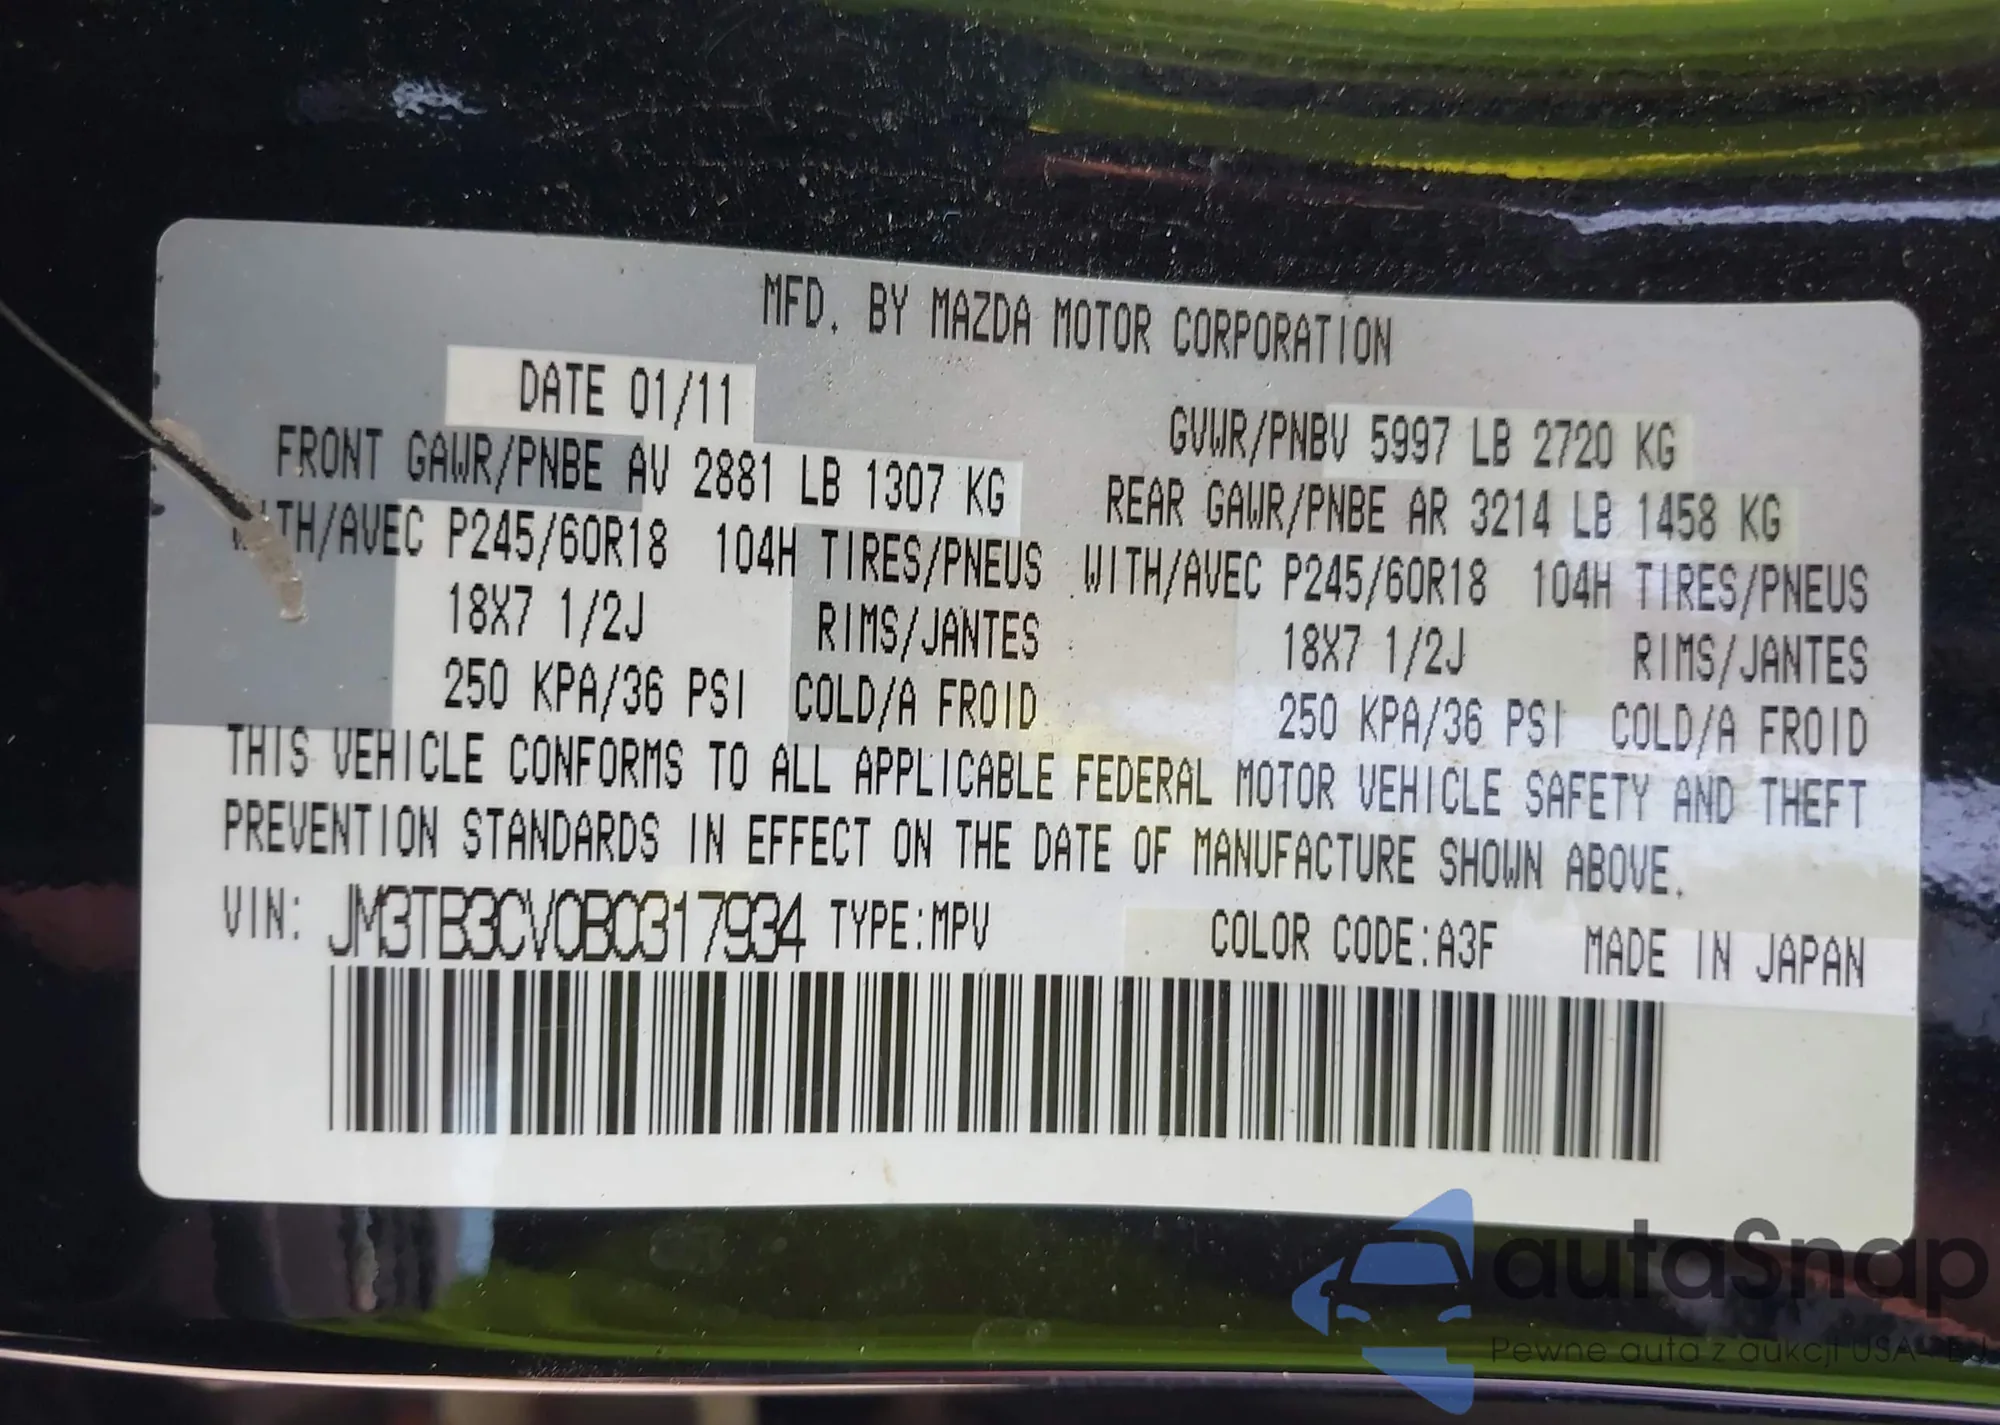 MFD. BY MAZDA MOTOR CORPORATION
DATE 01/11
GVWR/PNBV 5997 LB 2720 KG
FRONT GAWR/PNBE AV 2881 LB 1307 KG
REAR GAWR/PNBE AR 3214 LB 1458 KG
WITH/AVEC P245/60R18 104H TIRES/PNEUS
WITH/AVEC P245/60R18 104H TIRES/PNEUS
18X7 1/2J RIMS/JANTES
18X7 1/2J RIMS/JANTES
250 KPA/36 PSI COLD/A FROID
250 KPA/36 PSI COLD/A FROID
THIS VEHICLE CONFORMS TO ALL APPLICABLE FEDERAL MOTOR VEHICLE SAFETY AND THEFT
PREVENTION STANDARDS IN EFFECT ON THE DATE OF MANUFACTURE SHOWN ABOVE.
VIN: JM3TB3CV0B0317934 TYPE:MPV COLOR CODE:A3F MADE IN JAPAN
autaSnap
Pewne auta z aukcji USA - EU